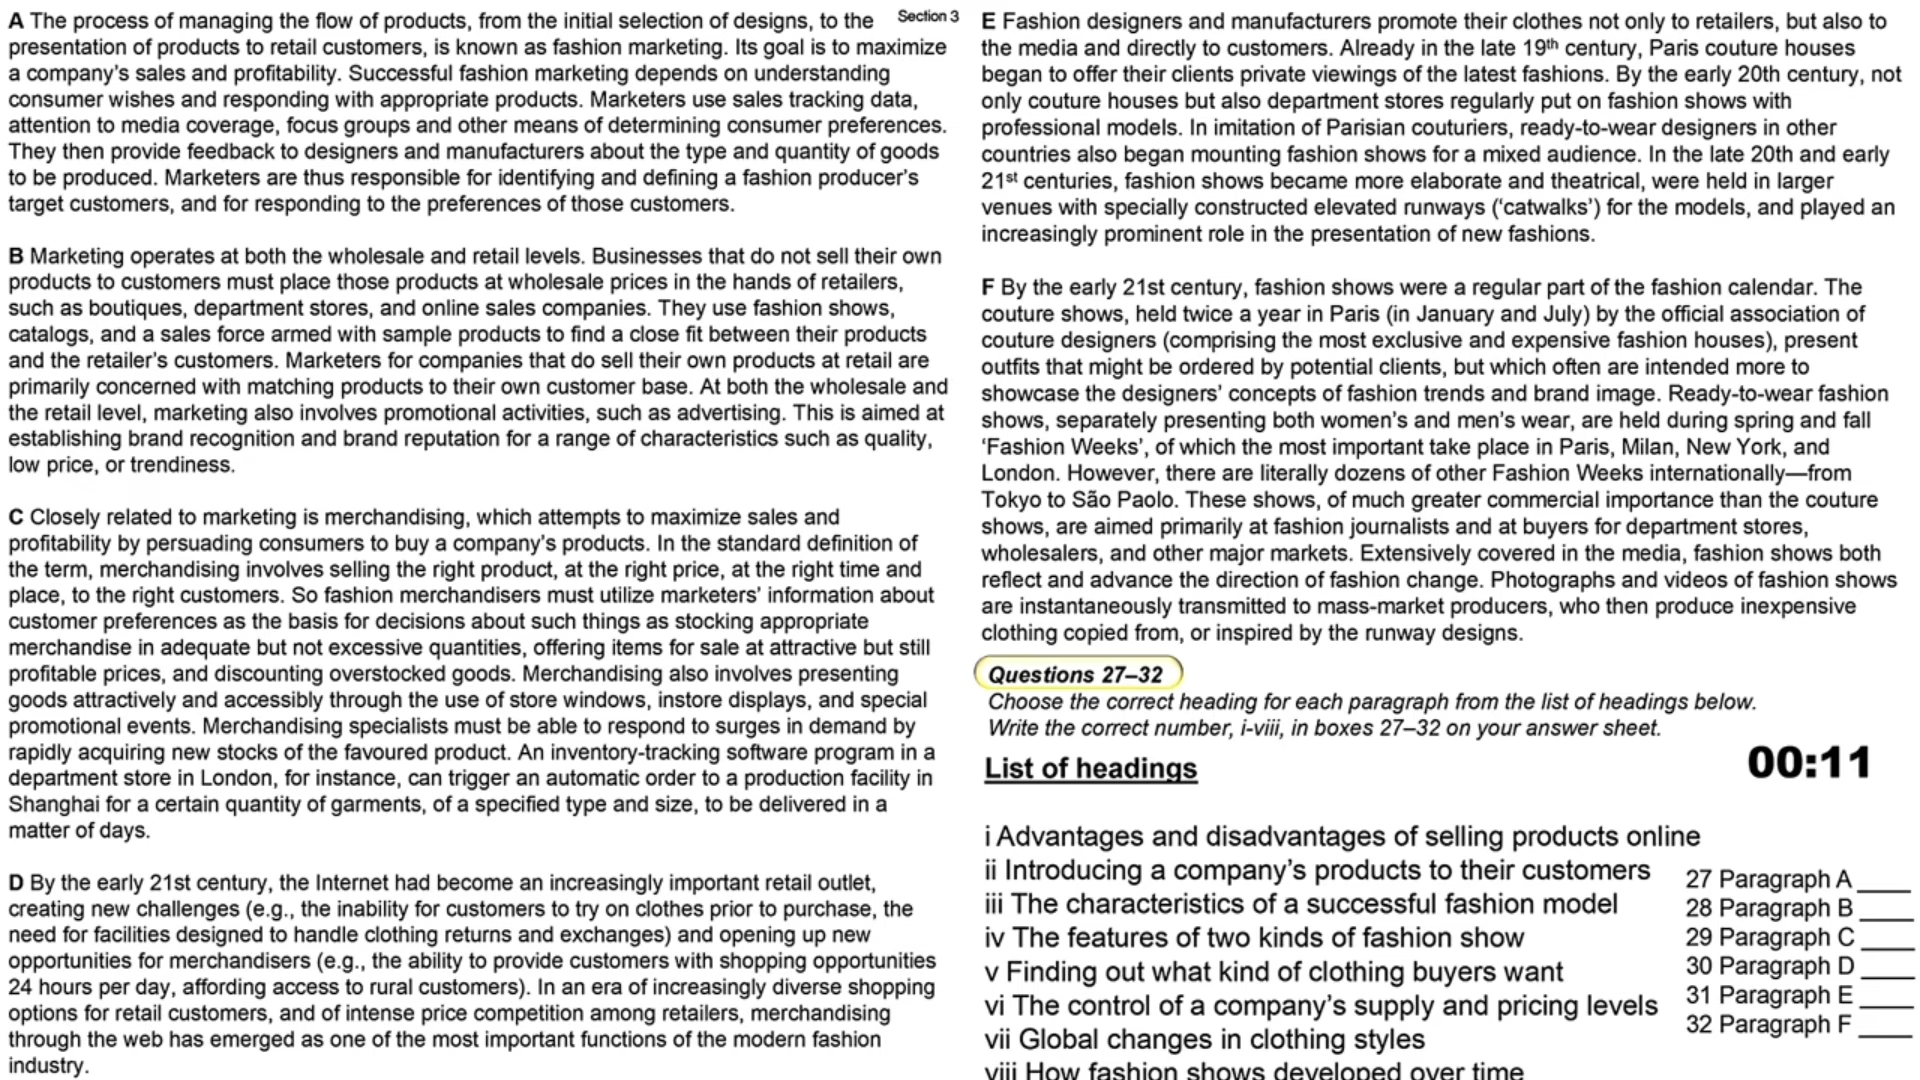 Section 3
A The process of managing the flow of products, from the initial selection of designs, to the
presentation of products to retail customers, is known as fashion marketing. Its goal is to maximize
a company's sales and profitability. Successful fashion marketing depends on understanding
consumer wishes and responding with appropriate products. Marketers use sales tracking data,
attention to media coverage, focus groups and other means of determining consumer preferences.
They then provide feedback to designers and manufacturers about the type and quantity of goods
to be produced. Marketers are thus responsible for identifying and defining a fashion producer's
target customers, and for responding to the preferences of those customers.
B Marketing operates at both the wholesale and retail levels. Businesses that do not sell their own
products to customers must place those products at wholesale prices in the hands of retailers,
such as boutiques, department stores, and online sales companies. They use fashion shows,
catalogs, and a sales force armed with sample products to find a close fit between their products
and the retailer's customers. Marketers for companies that do sell their own products at retail are
primarily concerned with matching products to their own customer base. At both the wholesale and
the retail level, marketing also involves promotional activities, such as advertising. This is aimed at
establishing brand recognition and brand reputation for a range of characteristics such as quality,
low price, or trendiness.
C Closely related to marketing is merchandising, which attempts to maximize sales and
profitability by persuading consumers to buy a company's products. In the standard definition of
the term, merchandising involves selling the right product, at the right price, at the right time and
place, to the right customers. So fashion merchandisers must utilize marketers' information about
customer preferences as the basis for decisions about such things as stocking appropriate
merchandise in adequate but not excessive quantities, offering items for sale at attractive but still
profitable prices, and discounting overstocked goods. Merchandising also involves presenting
goods attractively and accessibly through the use of store windows, instore displays, and special
promotional events. Merchandising specialists must be able to respond to surges in demand by
rapidly acquiring new stocks of the favoured product. An inventory-tracking software program in a
department store in London, for instance, can trigger an automatic order to a production facility in
Shanghai for a certain quantity of garments, of a specified type and size, to be delivered in a
matter of days.
D By the early 21st century, the Internet had become an increasingly important retail outlet,
creating new challenges (e.g., the inability for customers to try on clothes prior to purchase, the
need for facilities designed to handle clothing returns and exchanges) and opening up new
opportunities for merchandisers (e.g., the ability to provide customers with shopping opportunities
24 hours per day, affording access to rural customers). In an era of increasingly diverse shopping
options for retail customers, and of intense price competition among retailers, merchandising
through the web has emerged as one of the most important functions of the modern fashion
industry.
E Fashion designers and manufacturers promote their clothes not only to retailers, but also to
the media and directly to customers. Already in the late 19th century, Paris couture houses
began to offer their clients private viewings of the latest fashions. By the early 20th century, not
only couture houses but also department stores regularly put on fashion shows with
professional models. In imitation of Parisian couturiers, ready-to-wear designers in other
countries also began mounting fashion shows for a mixed audience. In the late 20th and early
21st centuries, fashion shows became more elaborate and theatrical, were held in larger
venues with specially constructed elevated runways ('catwalks') for the models, and played an
increasingly prominent role in the presentation of new fashions.
F By the early 21st century, fashion shows were a regular part of the fashion calendar. The
couture shows, held twice a year in Paris (in January and July) by the official association of
couture designers (comprising the most exclusive and expensive fashion houses), present
outfits that might be ordered by potential clients, but which often are intended more to
showcase the designers' concepts of fashion trends and brand image. Ready-to-wear fashion
shows, separately presenting both women's and men's wear, are held during spring and fall
'Fashion Weeks', of which the most important take place in Paris, Milan, New York, and
London. However, there are literally dozens of other Fashion Weeks internationally—from
Tokyo to São Paolo. These shows, of much greater commercial importance than the couture
shows, are aimed primarily at fashion journalists and at buyers for department stores,
wholesalers, and other major markets. Extensively covered in the media, fashion shows both
reflect and advance the direction of fashion change. Photographs and videos of fashion shows
are instantaneously transmitted to mass-market producers, who then produce inexpensive
clothing copied from, or inspired by the runway designs.
Questions 27–32
Choose the correct heading for each paragraph from the list of headings below.
Write the correct number, i-viii, in boxes 27–32 on your answer sheet.
List of headings
00:11
i Advantages and disadvantages of selling products online
ii Introducing a company's products to their customers
iii The characteristics of a successful fashion model
iv The features of two kinds of fashion show
v Finding out what kind of clothing buyers want
vi The control of a company's supply and pricing levels
vii Global changes in clothing styles
viii How fashion shows developed over time
27 Paragraph A ____
28 Paragraph B ____
29 Paragraph C ____
30 Paragraph D ____
31 Paragraph E ____
32 Paragraph F ____